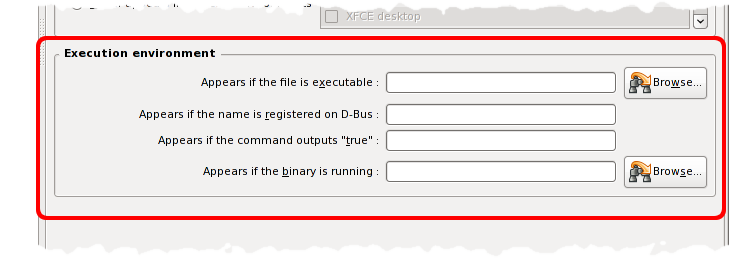 XFCE desktop
Execution environment
Appears if the file is executable : Browse...
Appears if the name is registered on D-Bus :
Appears if the command outputs "true" :
Appears if the binary is running : Browse...